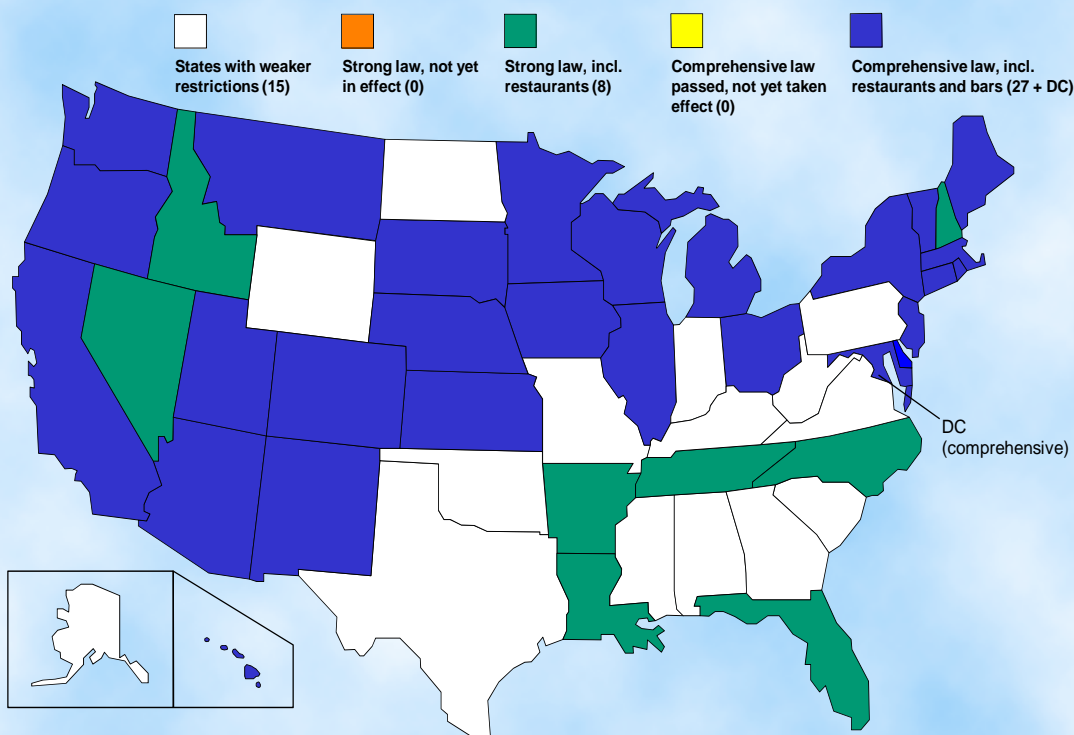 States with weaker
restrictions (15)
Strong law, not yet
in effect (0)
Strong law, incl.
restaurants (8)
Comprehensive law
passed, not yet taken
effect (0)
Comprehensive law, incl.
restaurants and bars (27 + DC)
DC
(comprehensive)